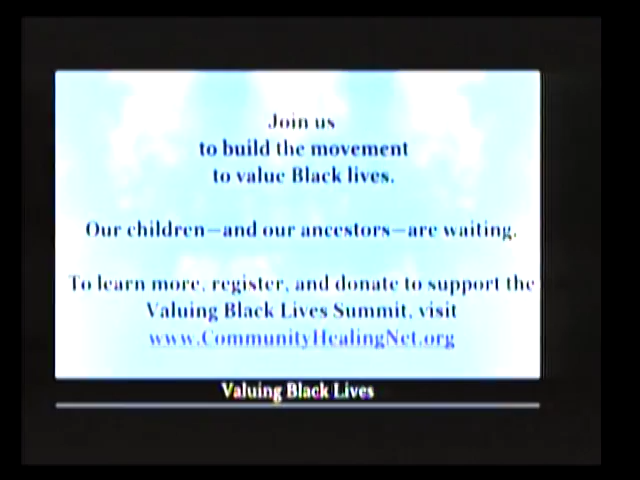 Join us
to build the movement
to value Black lives.
Our children—and our ancestors—are waiting.
To learn more, register, and donate to support the
Valuing Black Lives Summit, visit
www.CommunityHealingNet.org
Valuing Black Lives